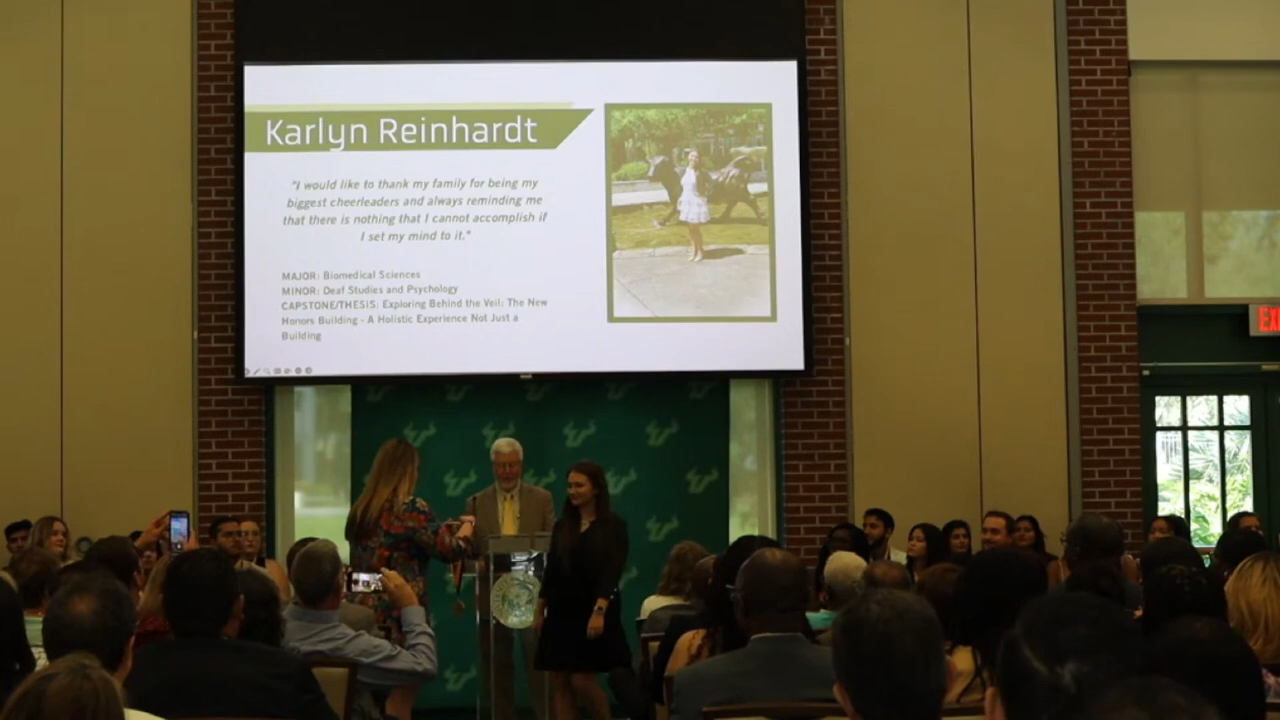 Karlyn Reinhardt
"I would like to thank my family for being my
biggest cheerleaders and always reminding me
that there is nothing that I cannot accomplish if
I set my mind to it."
MAJOR: Biomedical Sciences
MINOR: Deaf Studies and Psychology
CAPSTONE/THESIS: Exploring Behind the Veil: The New
Honors Building - A Holistic Experience Not Just a
Building
EX